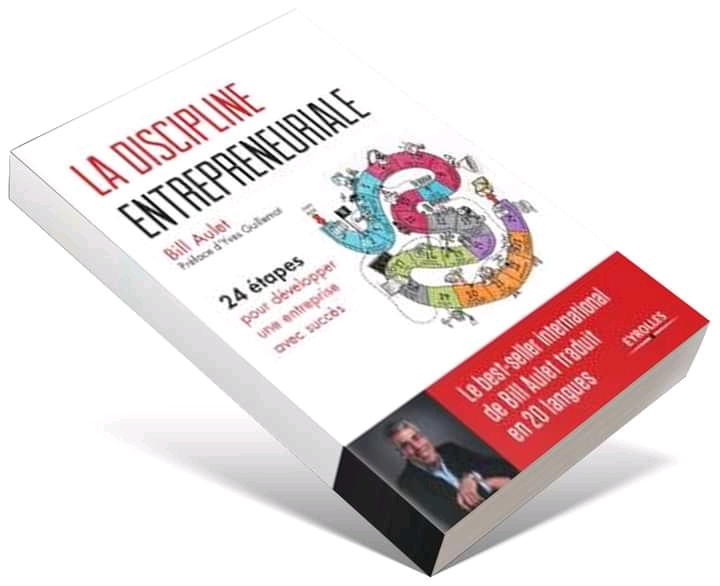 LA DISCIPLINE
ENTREPRENEURIALE
Bill Aulet
Préface d'Yves Guillemot
24 étapes
pour développer
une entreprise
avec succès
Le best-seller international
de Bill Aulet traduit
en 20 langues
EYROLLES